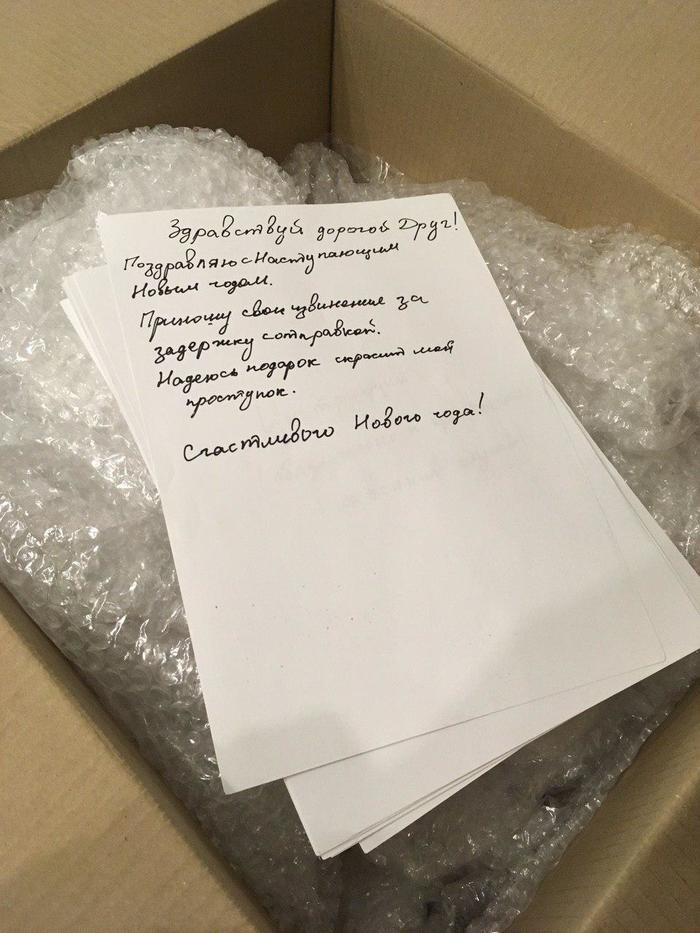 Здравствуй дорогой Друг!
Поздравляю с Наступающим
Новым годом.
Приношу свои извинение за
задержку с отправкой.
Надеюсь подарок скрасит мой
проступок.
Счастливого Нового года!